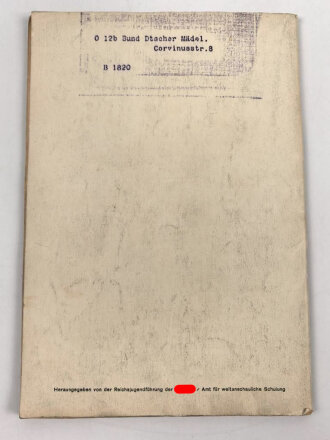 O 12b Bund Dtscher Mädel.
Corvinusstr.8
B 1820
Herausgegeben von der Reichsjugendführung der / Amt für weltanschauliche Schulung